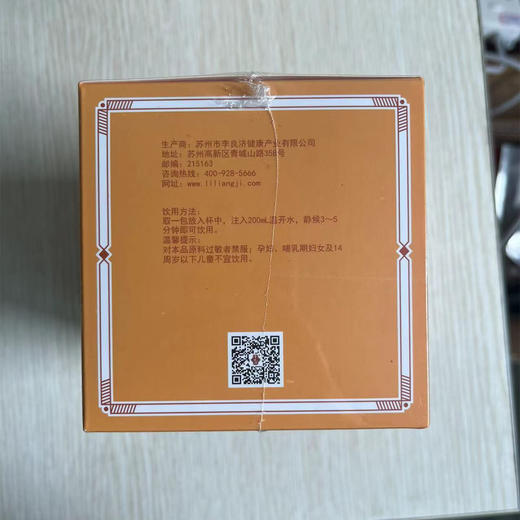 生产商：苏州市李良济健康产业有限公司
地址：苏州高新区青城山路350号
邮编：215163
咨询热线：400-928-5666
网址：www.liliangji.com
饮用方法：
取一包放入杯中，注入200mL温开水，静候3~5
分钟即可饮用。
温馨提示：
对本品原料过敏者禁服；孕妇、哺乳期妇女及14
周岁以下儿童不宜饮用。